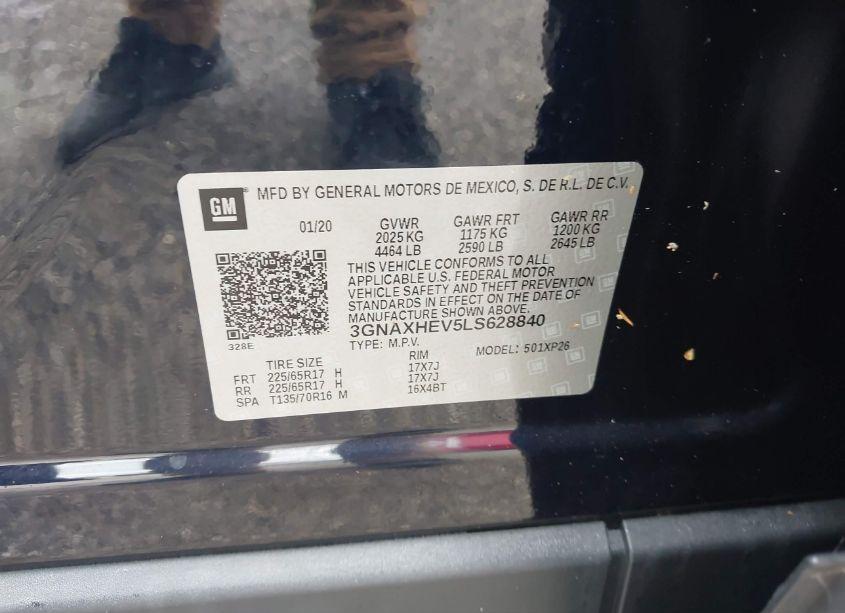 GM
MFD BY GENERAL MOTORS DE MEXICO, S. DE R.L. DE C.V.
01/20 GVWR GAWR FRT GAWR RR
2025 KG 1175 KG 1200 KG
4464 LB 2590 LB 2645 LB
THIS VEHICLE CONFORMS TO ALL
APPLICABLE U.S. FEDERAL MOTOR
VEHICLE SAFETY AND THEFT PREVENTION
STANDARDS IN EFFECT ON THE DATE OF
MANUFACTURE SHOWN ABOVE.
3GNAXHEV5LS628840
328E
TYPE: M.P.V. MODEL: 501XP26
TIRE SIZE RIM
FRT 225/65R17 H 17X7J
RR 225/65R17 H 17X7J
SPA T135/70R16 M 16X4BT